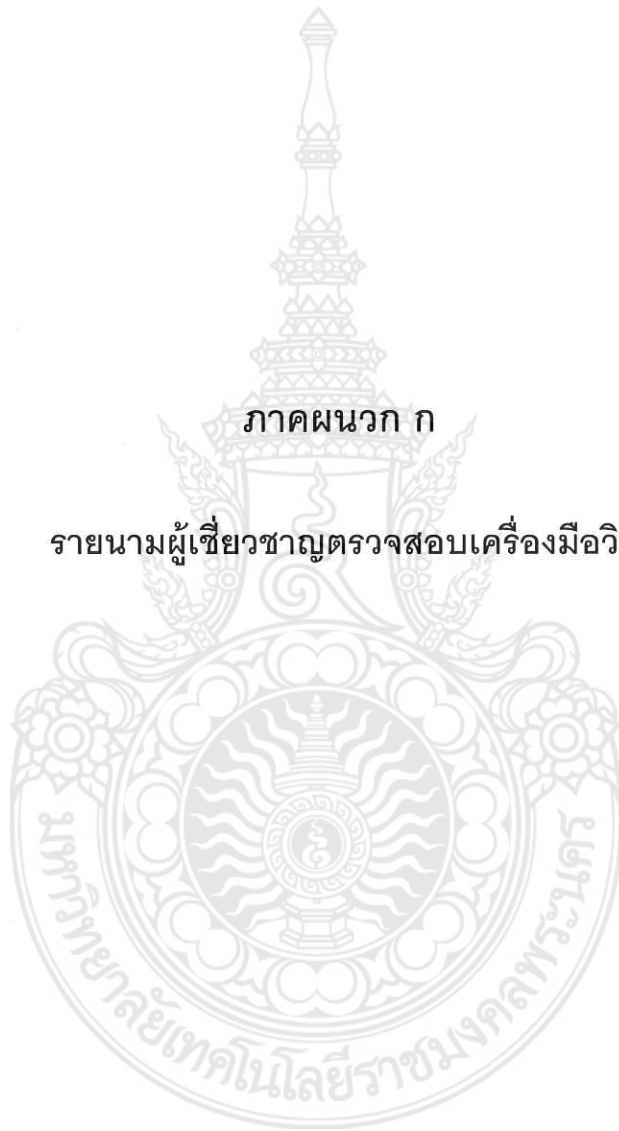 ภาคผนวก ก
รายนามผู้เชี่ยวชาญตรวจสอบเครื่องมือวิ
มหาวิทยาลัยเทคโนโลยีราชมงคลพระนคร